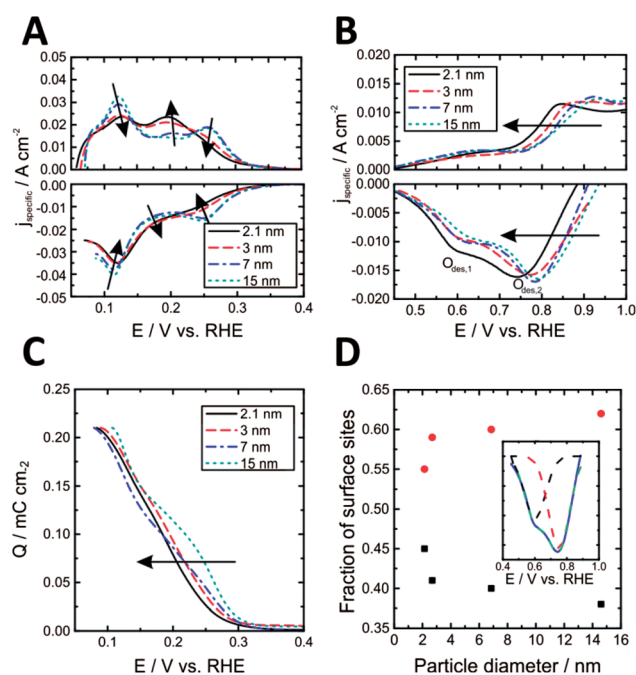 A
0.05
0.04
0.03
0.02
0.01
0.00
j_specific / A cm-2
0.00
-0.01
-0.02
-0.03
-0.04
-0.05
2.1 nm
3 nm
7 nm
15 nm
0.1 0.2 0.3 0.4
E / V vs. RHE
B
0.020
0.015
0.010
0.005
0.000
j_specific / A cm-2
2.1 nm
3 nm
7 nm
15 nm
0.000
-0.005
-0.010
-0.015
-0.020
O_des,1
O_des,2
0.5 0.6 0.7 0.8 0.9 1.0
E / V vs. RHE
C
0.25
0.20
0.15
0.10
0.05
0.00
Q / mC cm-2
2.1 nm
3 nm
7 nm
15 nm
0.1 0.2 0.3 0.4
E / V vs. RHE
D
0.65
0.60
0.55
0.50
0.45
0.40
0.35
Fraction of surface sites
0.4 0.6 0.8 1.0
E / V vs. RHE
0 2 4 6 8 10 12 14 16
Particle diameter / nm